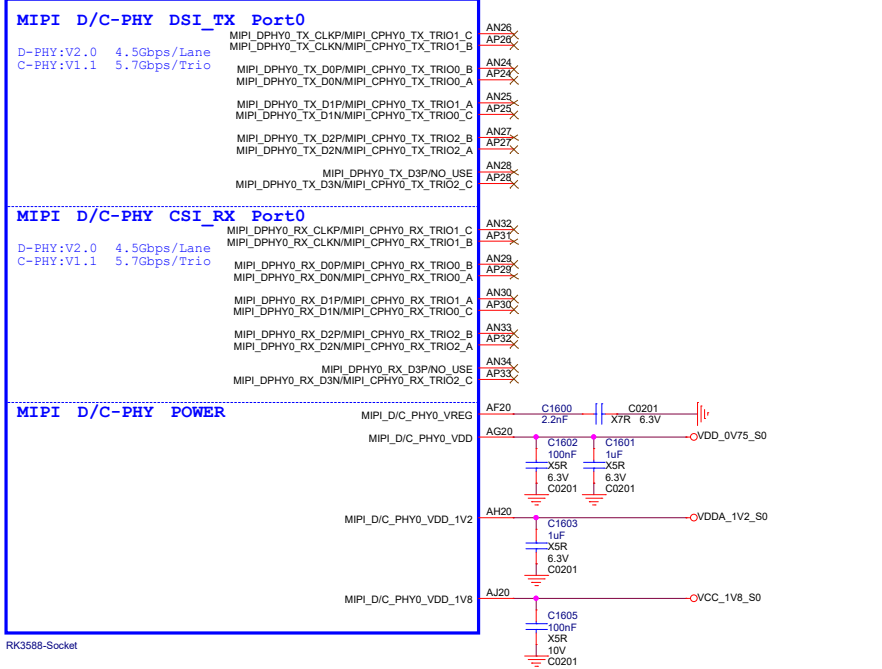 MIPI D/C-PHY DSI_TX Port0
D-PHY:V2.0 4.5Gbps/Lane
C-PHY:V1.1 5.7Gbps/Trio
MIPI_DPHY0_TX_CLKP/MIPI_CPHY0_TX_TRIO1_C AN26
MIPI_DPHY0_TX_CLKN/MIPI_CPHY0_TX_TRIO1_B AP26
MIPI_DPHY0_TX_D0P/MIPI_CPHY0_TX_TRIO0_B AN24
MIPI_DPHY0_TX_D0N/MIPI_CPHY0_TX_TRIO0_A AP24
MIPI_DPHY0_TX_D1P/MIPI_CPHY0_TX_TRIO1_A AN25
MIPI_DPHY0_TX_D1N/MIPI_CPHY0_TX_TRIO0_C AP25
MIPI_DPHY0_TX_D2P/MIPI_CPHY0_TX_TRIO2_B AN27
MIPI_DPHY0_TX_D2N/MIPI_CPHY0_TX_TRIO2_A AP27
MIPI_DPHY0_TX_D3P/NO_USE AN28
MIPI_DPHY0_TX_D3N/MIPI_CPHY0_TX_TRIO2_C AP28
MIPI D/C-PHY CSI_RX Port0
D-PHY:V2.0 4.5Gbps/Lane
C-PHY:V1.1 5.7Gbps/Trio
MIPI_DPHY0_RX_CLKP/MIPI_CPHY0_RX_TRIO1_C AN32
MIPI_DPHY0_RX_CLKN/MIPI_CPHY0_RX_TRIO1_B AP31
MIPI_DPHY0_RX_D0P/MIPI_CPHY0_RX_TRIO0_B AN29
MIPI_DPHY0_RX_D0N/MIPI_CPHY0_RX_TRIO0_A AP29
MIPI_DPHY0_RX_D1P/MIPI_CPHY0_RX_TRIO1_A AN30
MIPI_DPHY0_RX_D1N/MIPI_CPHY0_RX_TRIO0_C AP30
MIPI_DPHY0_RX_D2P/MIPI_CPHY0_RX_TRIO2_B AN33
MIPI_DPHY0_RX_D2N/MIPI_CPHY0_RX_TRIO2_A AP32
MIPI_DPHY0_RX_D3P/NO_USE AN34
MIPI_DPHY0_RX_D3N/MIPI_CPHY0_RX_TRIO2_C AP33
MIPI D/C-PHY POWER
MIPI_D/C_PHY0_VREG AF20 C1600 C0201
2.2nF X7R 6.3V
MIPI_D/C_PHY0_VDD AG20 VDD_0V75_S0
C1602 C1601
100nF 1uF
X5R X5R
6.3V 6.3V
C0201 C0201
MIPI_D/C_PHY0_VDD_1V2 AH20 VDDA_1V2_S0
C1603
1uF
X5R
6.3V
C0201
MIPI_D/C_PHY0_VDD_1V8 AJ20 VCC_1V8_S0
C1605
100nF
X5R
10V
C0201
RK3588-Socket